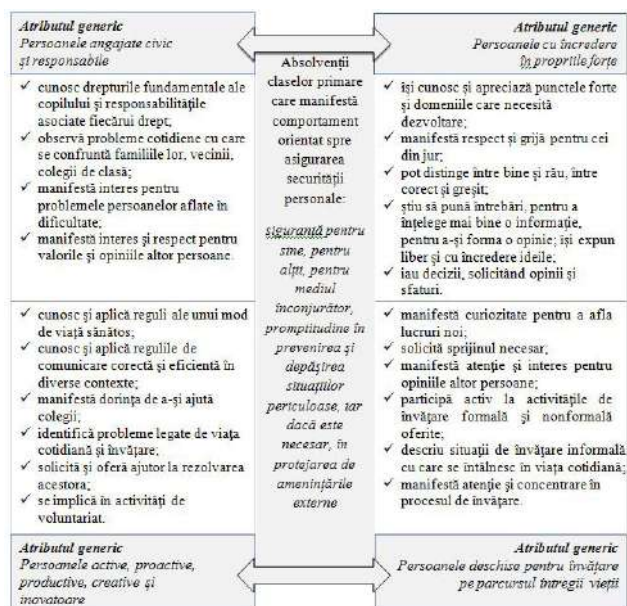 Atributul generic
Persoanele angajate civic
și responsabile
Atributul generic
Persoanele cu încredere
în propriile forțe
Absolvenții
claselor primare
care manifestă
comportament
orientat spre
asigurarea
securității
personale:
siguranță pentru
sine, pentru
alții, pentru
mediul
înconjurător,
promptitudine în
prevenirea și
depășirea
situațiilor
periculoase, iar
dacă este
necesar, în
protejarea de
amenințările
externe
✓ cunosc drepturile fundamentale ale
copilului și responsabilitățile
asociate fiecărui drept;
✓ observă probleme cotidiene cu care
se confruntă familiile lor, vecinii,
colegii de clasă;
✓ manifestă interes pentru
problemele persoanelor aflate în
dificultate;
✓ manifestă interes și respect pentru
valorile și opiniile altor persoane.
✓ își cunosc și apreciază punctele forte
și domeniile care necesită
dezvoltare;
✓ manifestă respect și grijă pentru cei
din jur;
✓ pot distinge între bine și rău, între
corect și greșit;
✓ știu să pună întrebări, pentru a
înțelege mai bine o informație,
pentru a-și forma o opinie; își expun
liber și cu încredere ideile;
✓ iau decizii, solicitând opinii și
sfaturi.
✓ cunosc și aplică reguli ale unui mod
de viață sănătos;
✓ cunosc și aplică regulile de
comunicare corectă și eficientă în
diverse contexte;
✓ manifestă dorința de a-și ajută
colegii;
✓ identifică probleme legate de viața
cotidiană și învățare;
✓ solicită și oferă ajutor la rezolvarea
acestora;
✓ se implică în activități de
voluntariat.
✓ manifestă curiozitate pentru a afla
lucruri noi;
✓ solicită sprijinul necesar;
✓ manifestă atenție și interes pentru
opiniile altor persoane;
✓ participă activ la activitățile de
învățare formală și nonformală
oferite;
✓ descriu situații de învățare informală
cu care se întâlnesc în viața cotidiană;
✓ manifestă atenție și concentrare în
procesul de învățare.
Atributul generic
Persoanele active, proactive,
productive, creative și
inovatoare
Atributul generic
Persoanele deschise pentru învățare
pe parcursul întregii vieții